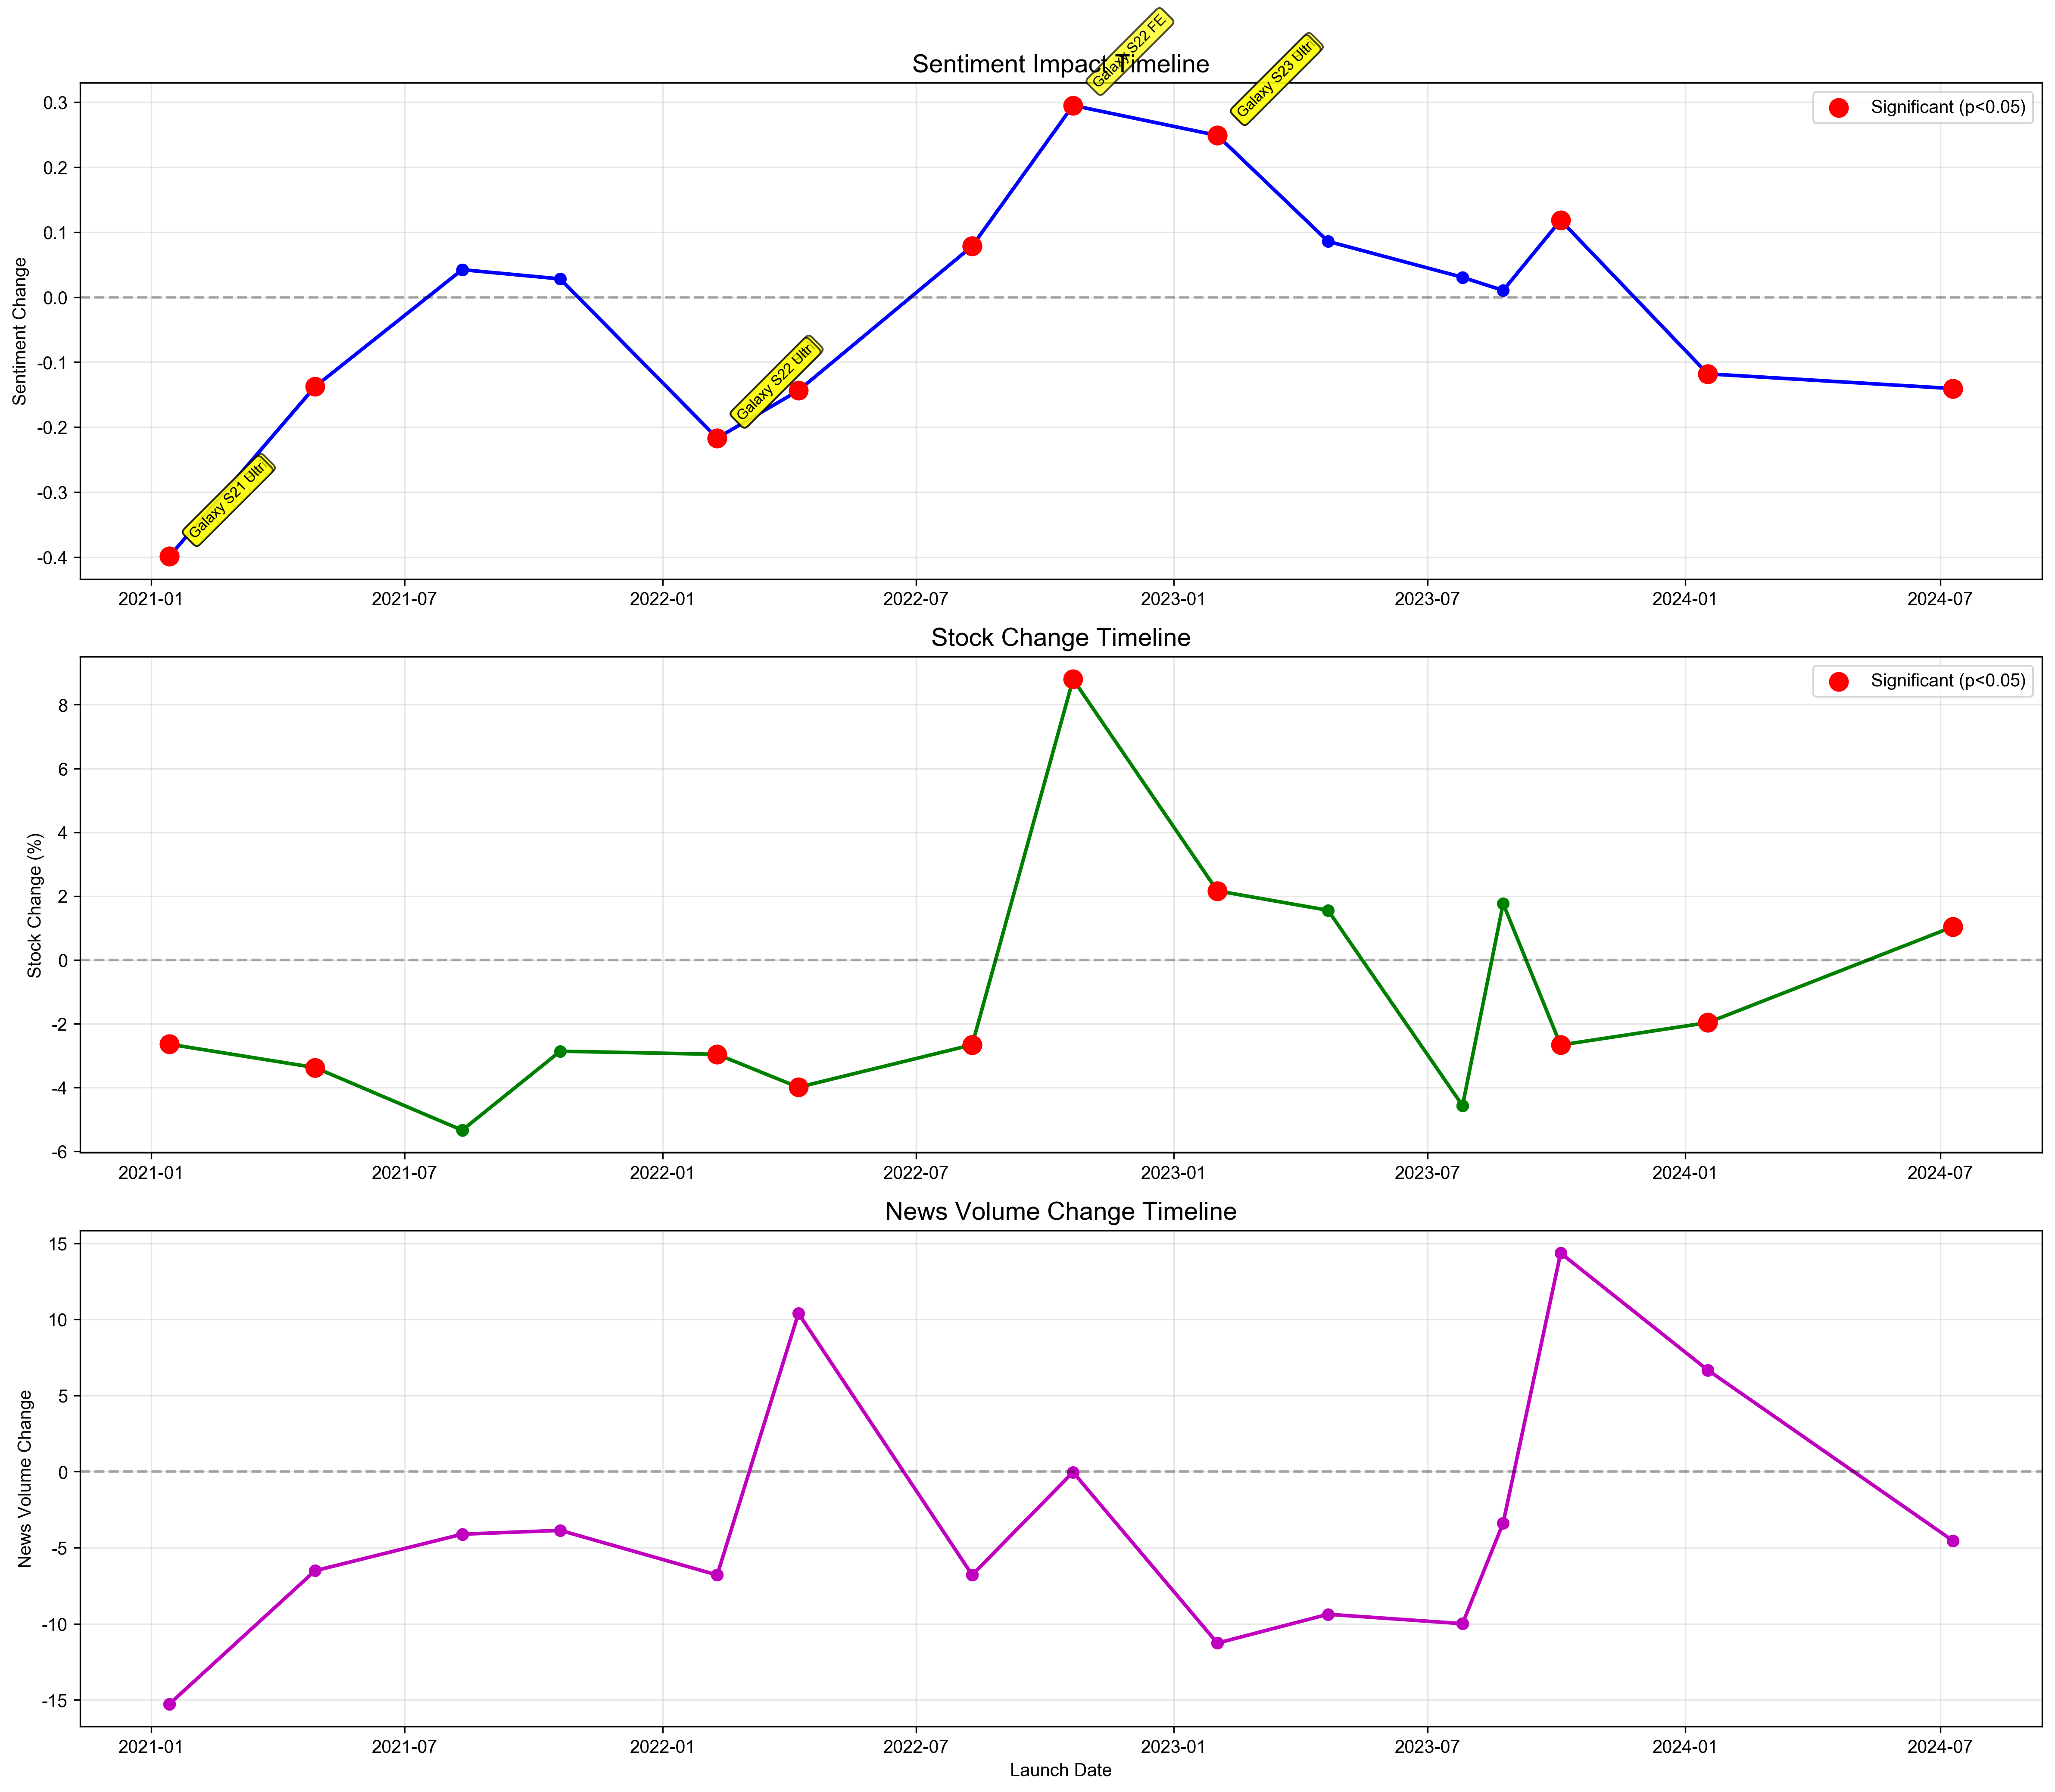 Galaxy S22 FE
Galaxy S23 Ultr
Sentiment Impact Timeline
Significant (p<0.05)
Sentiment Change
0.3
0.2
0.1
0.0
-0.1
-0.2
-0.3
-0.4
Galaxy S22 Ultr
Galaxy S21 Ultr
2021-01 2021-07 2022-01 2022-07 2023-01 2023-07 2024-01 2024-07
Stock Change Timeline
Significant (p<0.05)
Stock Change (%)
8
6
4
2
0
-2
-4
-6
2021-01 2021-07 2022-01 2022-07 2023-01 2023-07 2024-01 2024-07
News Volume Change Timeline
News Volume Change
15
10
5
0
-5
-10
-15
2021-01 2021-07 2022-01 2022-07 2023-01 2023-07 2024-01 2024-07
Launch Date